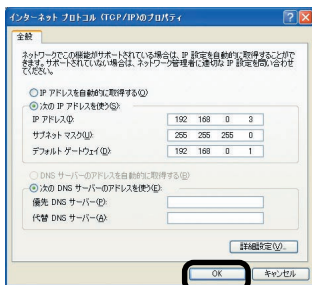 インターネット プロトコル (TCP/IP)のプロパティ
全般
ネットワークでこの機能がサポートされている場合は、IP 設定を自動的に取得することがで
きます。サポートされていない場合は、ネットワーク管理者に適切な IP 設定を問い合わせ
てください。
IP アドレスを自動的に取得する(O)
次の IP アドレスを使う(S):
IP アドレス(I): 192 168 0 3
サブネット マスク(U): 255 255 255 0
デフォルト ゲートウェイ(D): 192 168 0 1
DNS サーバーのアドレスを自動的に取得する(B)
次の DNS サーバーのアドレスを使う(E):
優先 DNS サーバー(P):
代替 DNS サーバー(A):
詳細設定(V)...
OK キャンセル